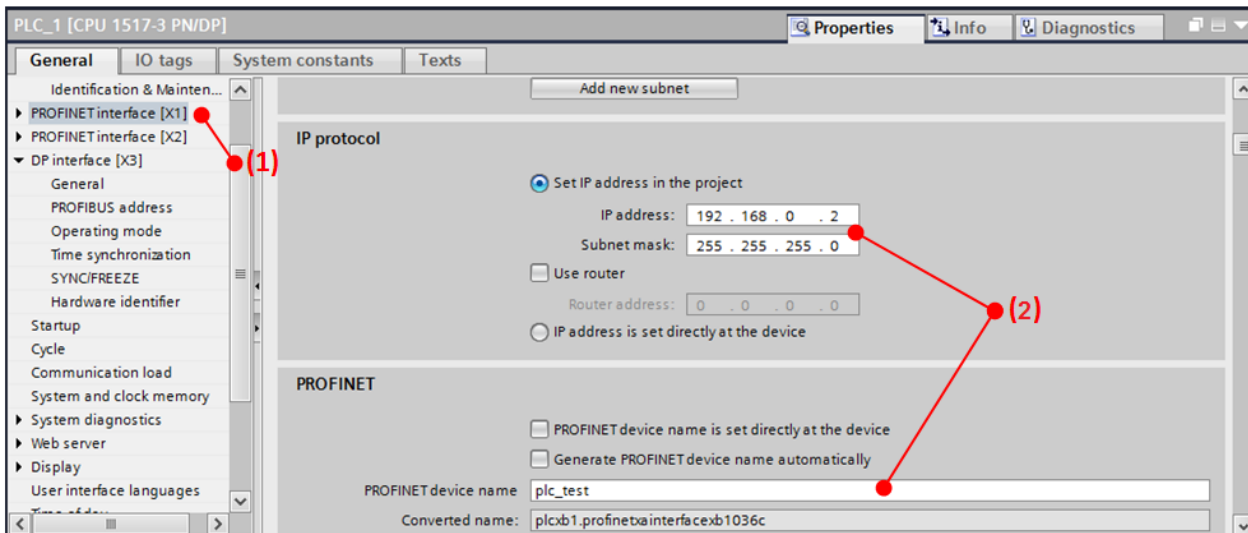 PLC_1 [CPU 1517-3 PN/DP]
Properties
Info
Diagnostics
General
IO tags
System constants
Texts
Identification & Mainten...
PROFINET interface [X1]
PROFINET interface [X2]
DP interface [X3]
General
PROFIBUS address
Operating mode
Time synchronization
SYNC/FREEZE
Hardware identifier
Startup
Cycle
Communication load
System and clock memory
System diagnostics
Web server
Display
User interface languages
Time of day
(1)
Add new subnet
IP protocol
Set IP address in the project
IP address: 192 . 168 . 0 . 2
Subnet mask: 255 . 255 . 255 . 0
Use router
Router address: 0 . 0 . 0 . 0
IP address is set directly at the device
(2)
PROFINET
PROFINET device name is set directly at the device
Generate PROFINET device name automatically
PROFINET device name plc_test
Converted name: plcxb1.profinetxainterfacexb1036c